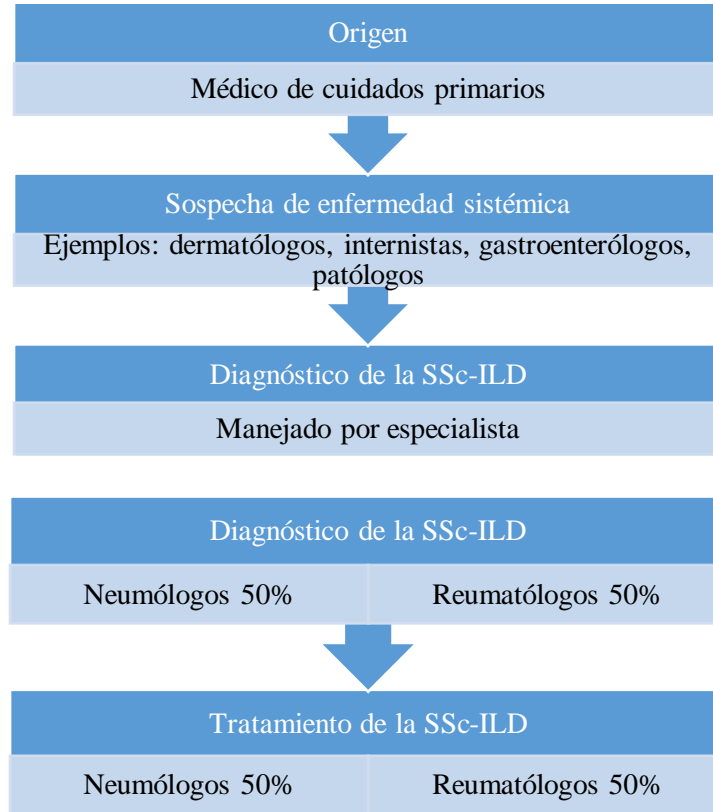 Origen
Médico de cuidados primarios
Sospecha de enfermedad sistémica
Ejemplos: dermatólogos, internistas, gastroenterólogos,
patólogos
Diagnóstico de la SSc-ILD
Manejado por especialista
Diagnóstico de la SSc-ILD
Neumólogos 50%
Reumatólogos 50%
Tratamiento de la SSc-ILD
Neumólogos 50%
Reumatólogos 50%